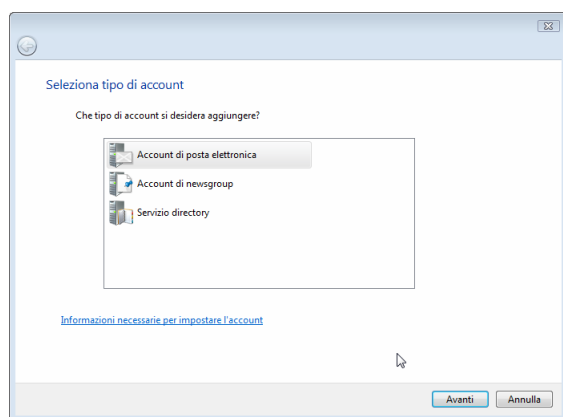 Seleziona tipo di account
Che tipo di account si desidera aggiungere?
Account di posta elettronica
Account di newsgroup
Servizio directory
Informazioni necessarie per impostare l'account
Avanti Annulla